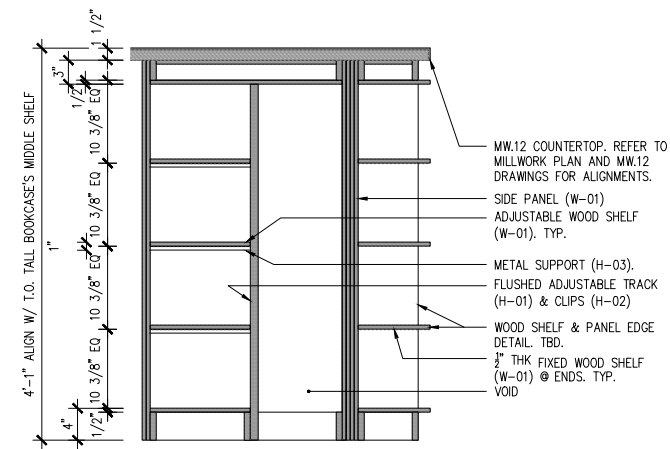 1 1/2"
3"
1/2"
10 3/8" EQ
10 3/8" EQ
1"
10 3/8" EQ
10 3/8" EQ
4"
1/2"
4'-1" ALIGN W/ T.O. TALL BOOKCASE'S MIDDLE SHELF
MW.12 COUNTERTOP. REFER TO
MILLWORK PLAN AND MW.12
DRAWINGS FOR ALIGNMENTS.
SIDE PANEL (W-01)
ADJUSTABLE WOOD SHELF
(W-01). TYP.
METAL SUPPORT (H-03).
FLUSHED ADJUSTABLE TRACK
(H-01) & CLIPS (H-02)
WOOD SHELF & PANEL EDGE
DETAIL. TBD.
1/2" THK FIXED WOOD SHELF
(W-01) @ ENDS. TYP.
VOID